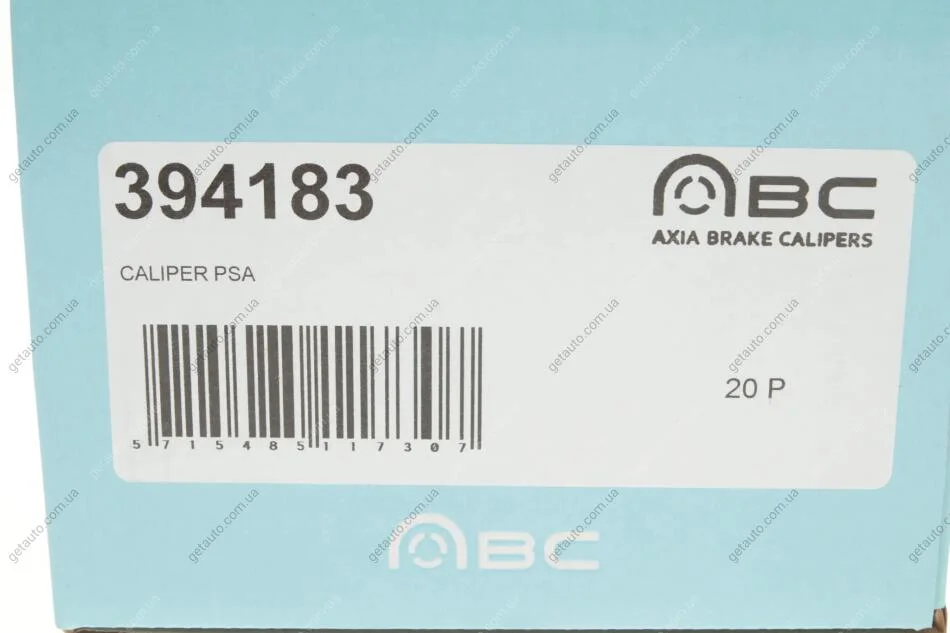 394183
ABC
AXIA BRAKE CALIPERS
CALIPER PSA
20 P
5715485117307
ABC
getauto.com.ua